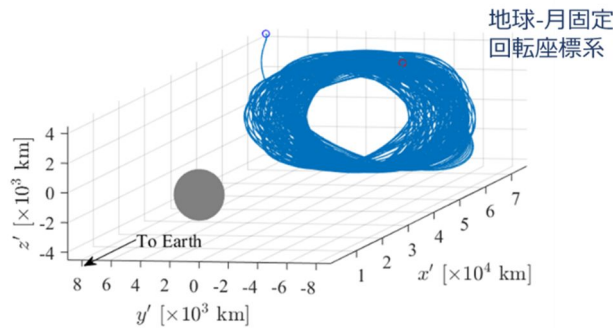 地球-月固定
回転座標系
z′ [×10³ km]
4
2
0
-2
-4
To Earth
8 6 4 2 0 -2 -4 -6 -8
y′ [×10³ km]
1 2 3 4 5 6 7
x′ [×10⁴ km]